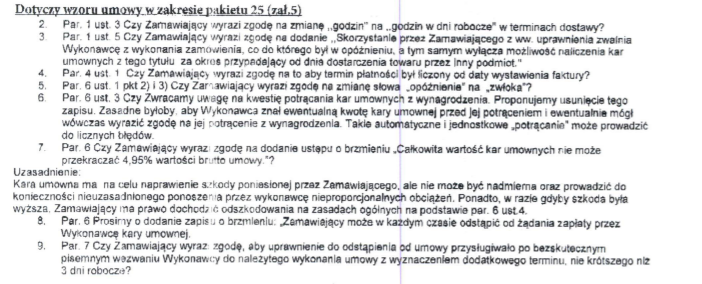 Dotyczy wzoru umowy w zakresie pakietu 25 (zał.5)
2. Par. 1 ust. 3 Czy Zamawiający wyrazi zgodę na zmianę „godzin” na „godzin w dni robocze” w terminach dostawy?
3. Par. 1 ust. 5 Czy Zamawiający wyrazi zgodę na dodanie „Skorzystanie przez Zamawiającego z ww. uprawnienia zwalnia
Wykonawcę z wykonania zamówienia, co do którego był w opóźnieniu, a tym samym wyłącza możliwość naliczenia kar
umownych z tego tytułu za okres przypadający od dnia dostarczenia towaru przez inny podmiot.”
4. Par. 4 ust. 1 Czy Zamawiający wyrazi zgodę na to aby termin płatności był liczony od daty wystawienia faktury?
5. Par. 6 ust. 1 pkt 2) i 3) Czy Zamawiający wyrazi zgodę na zmianę słowa „opóźnienie” na „zwłoka”?
6. Par. 6 ust. 3 Czy Zwracamy uwagę na kwestię potrącania kar umownych z wynagrodzenia. Proponujemy usunięcie tego
zapisu. Zasadne byłoby, aby Wykonawca znał ewentualną kwotę kary umownej przed jej potrąceniem i ewentualnie mógł
wówczas wyrazić zgodę na jej potrącenie z wynagrodzenia. Takie automatyczne i jednostkowe „potrącanie” może prowadzić
do licznych błędów.
7. Par. 6 Czy Zamawiający wyrazi zgodę na dodanie ustępu o brzmieniu „Całkowita wartość kar umownych nie może
przekraczać 4,95% wartości brutto umowy.”?
Uzasadnienie:
Kara umowna ma na celu naprawienie szkody poniesionej przez Zamawiającego, ale nie może być nadmierna oraz prowadzić do
konieczności nieuzasadnionego ponoszenia przez wykonawcę nieproporcjonalnych obciążeń. Ponadto, w razie gdyby szkoda była
wyższa, Zamawiający ma prawo dochodzić odszkodowania na zasadach ogólnych na podstawie par. 6 ust.4.
8. Par. 6 Prosimy o dodanie zapisu o brzmieniu: „Zamawiający może w każdym czasie odstąpić od żądania zapłaty przez
Wykonawcę kary umownej.
9. Par. 7 Czy Zamawiający wyrazi zgodę, aby uprawnienie do odstąpienia od umowy przysługiwało po bezskutecznym
pisemnym wezwaniu Wykonawcy do należytego wykonania umowy z wyznaczeniem dodatkowego terminu, nie krótszego niż
3 dni robocze?